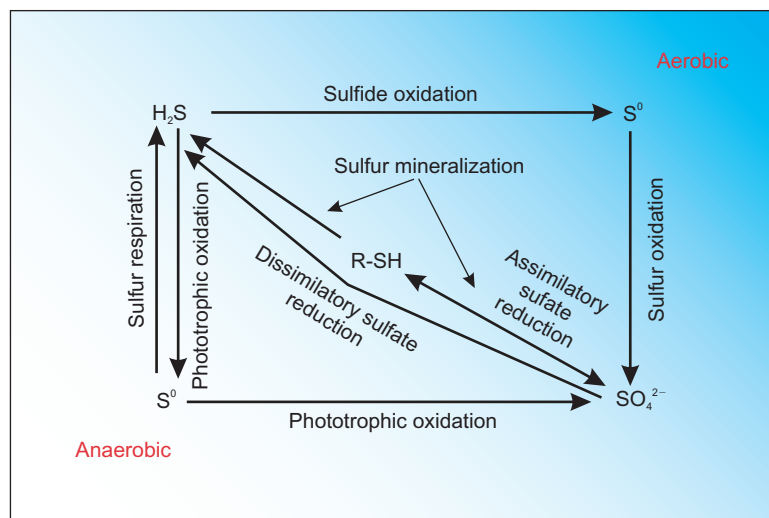 Aerobic
Sulfide oxidation
H₂S
S⁰
Sulfur mineralization
Sulfur respiration
Phototrophic oxidation
R-SH
Dissimilatory sulfate
reduction
Assimilatory
sufate
reduction
Sulfur oxidation
S⁰
SO₄²⁻
Phototrophic oxidation
Anaerobic